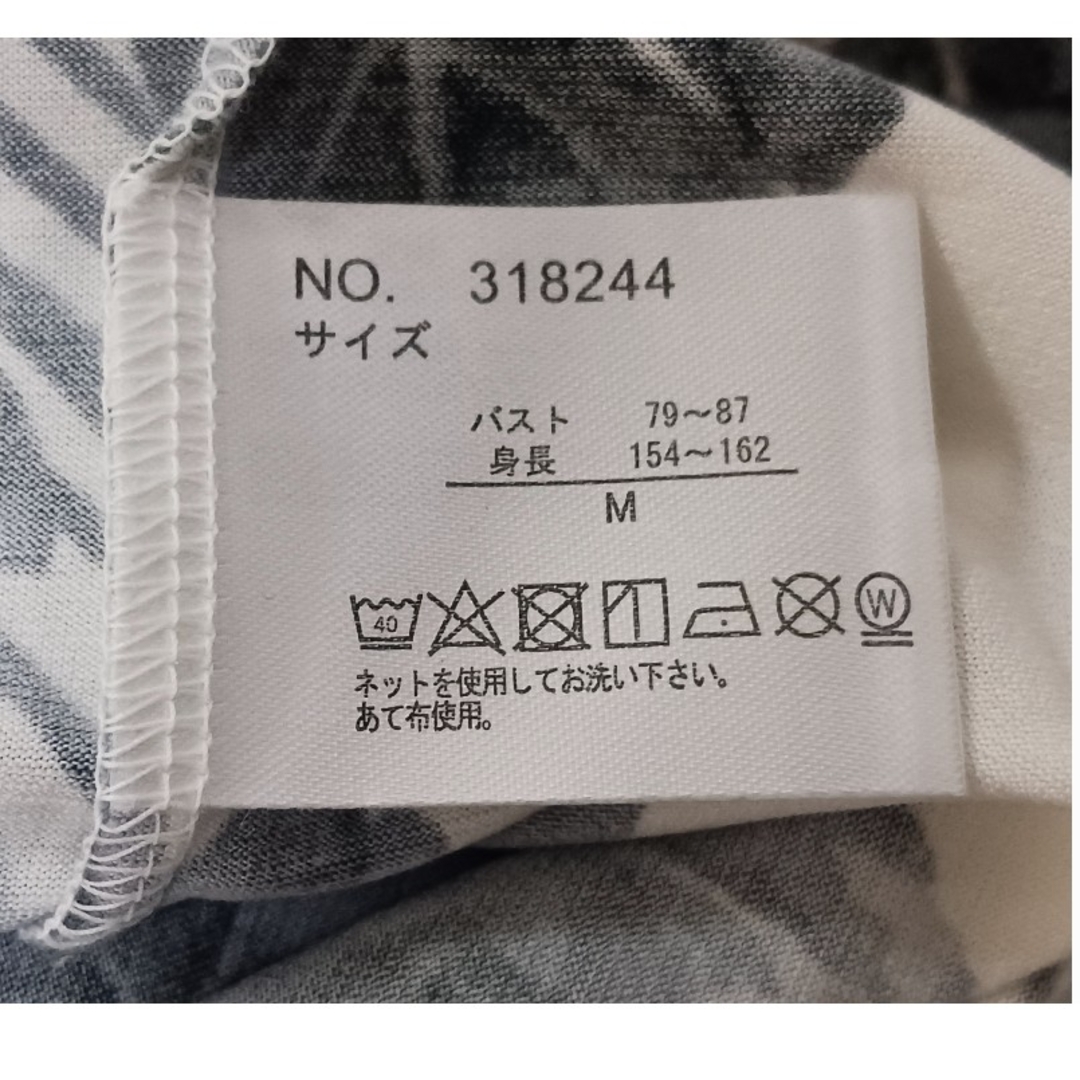 NO. 318244
サイズ
バスト 79～87
身長 154～162
M
40 W
ネットを使用してお洗い下さい。
あて布使用。